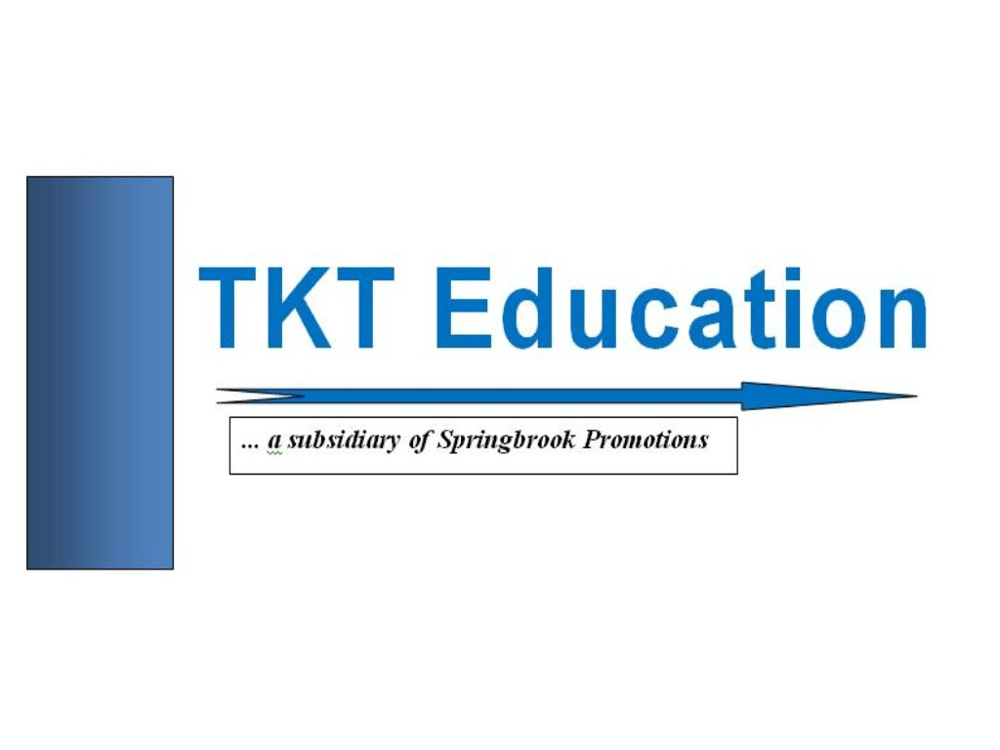 TKT Education
... a subsidiary of Springbrook Promotions